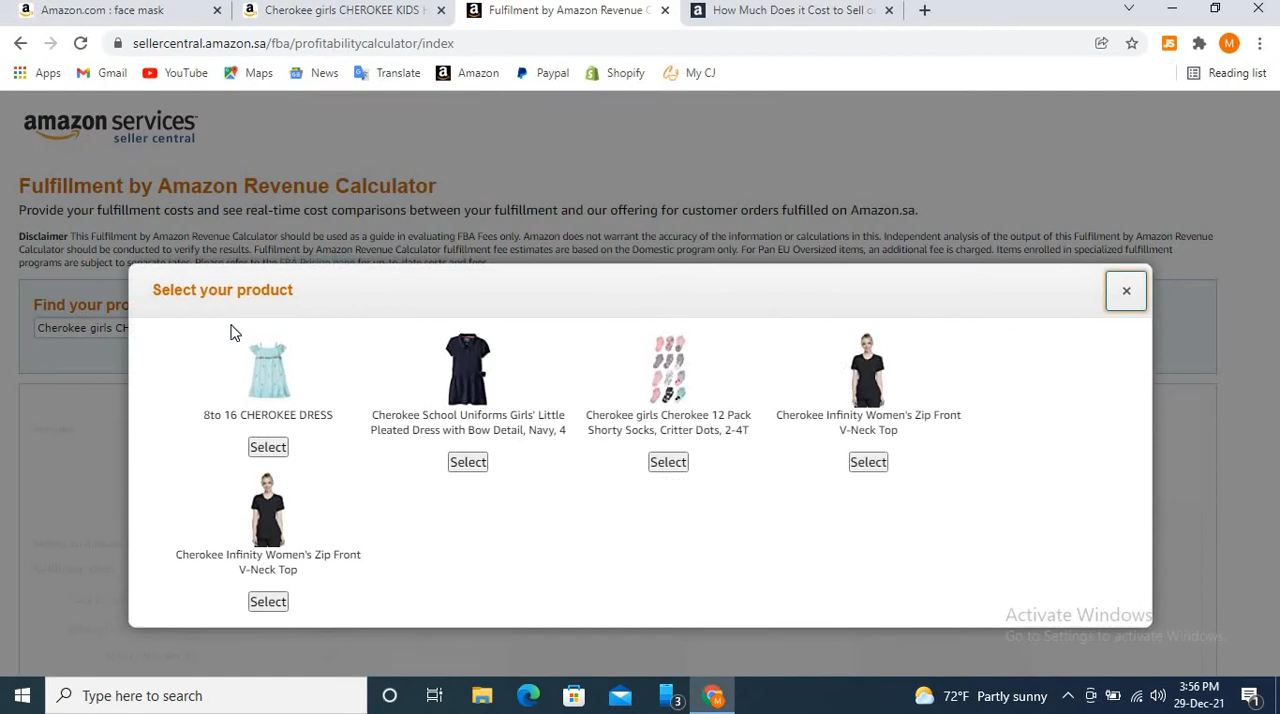 Amazon.com : face mask
Cherokee girls CHEROKEE KIDS H
Fulfilment by Amazon Revenue C
How Much Does it Cost to Sell o
sellercentral.amazon.sa/fba/profitabilitycalculator/index
Apps
Gmail
YouTube
Maps
News
Translate
Amazon
Paypal
Shopify
My CJ
Reading list
amazon services
seller central
Fulfillment by Amazon Revenue Calculator
Provide your fulfillment costs and see real-time cost comparisons between your fulfillment and our offering for customer orders fulfilled on Amazon.sa.
Disclaimer This Fulfillment by Amazon Revenue Calculator should be used as a guide in evaluating FBA Fees only. Amazon does not warrant the accuracy of the information or calculations in this. Independent analysis of the output of this Fulfillment by Amazon Revenue
Calculator should be conducted to verify the results. Fulfillment by Amazon Revenue Calculator fulfillment fee estimates are based on the Domestic program only. For Pan EU Oversized items, an additional fee is charged. Items enrolled in specialized fulfillment
programs are subject to separate rates. Please refer to the FBA Pricing page for up-to-date costs and fees.
Find your pro
Cherokee girls CH
Select your product
×
8to 16 CHEROKEE DRESS
Select
Cherokee School Uniforms Girls' Little
Pleated Dress with Bow Detail, Navy, 4
Select
Cherokee girls Cherokee 12 Pack
Shorty Socks, Critter Dots, 2-4T
Select
Cherokee Infinity Women's Zip Front
V-Neck Top
Select
Cherokee Infinity Women's Zip Front
V-Neck Top
Select
Activate Windows
Go to Settings to activate Windows.
Type here to search
3
M
72°F Partly sunny
3:56 PM
29-Dec-21
1